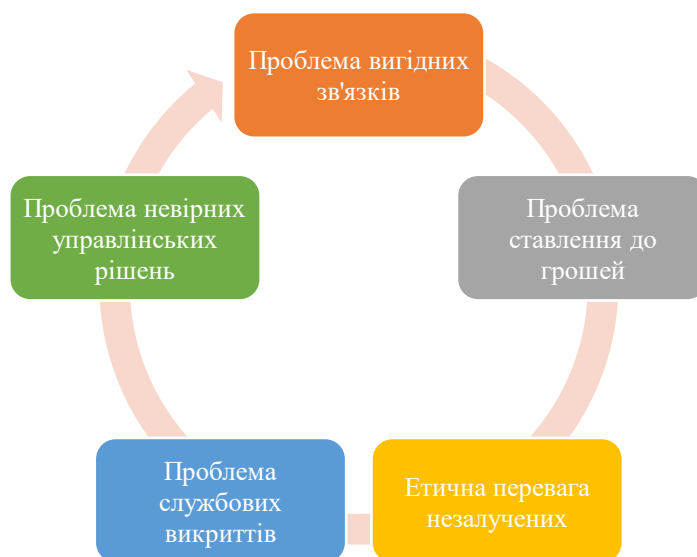 Проблема вигідних
зв'язків
Проблема
ставлення до
грошей
Етична перевага
незалучених
Проблема
службових
викриттів
Проблема невірних
управлінських
рішень